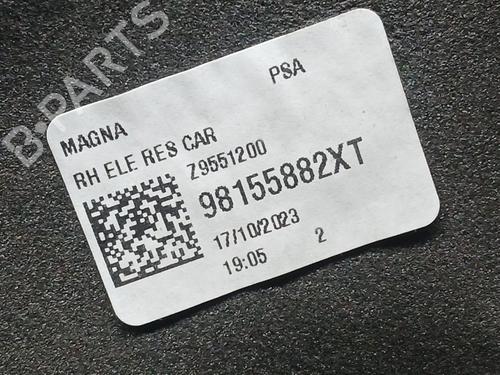 PSA
MAGNA
RH ELE RES CAR
Z9551200
98155882XT
17/10/2023
19:05 2
B-PARTS